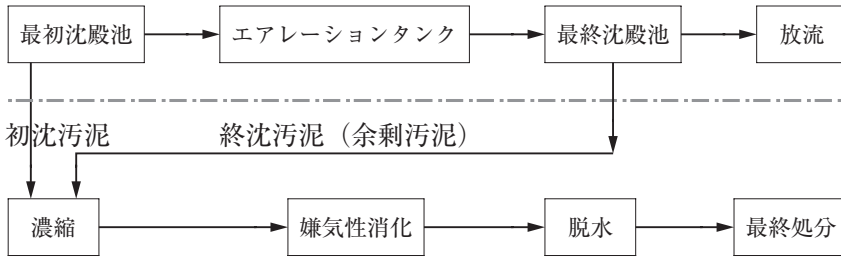 最初沈殿池
エアレーションタンク
最終沈殿池
放流
初沈汚泥
終沈汚泥（余剰汚泥）
濃縮
嫌気性消化
脱水
最終処分